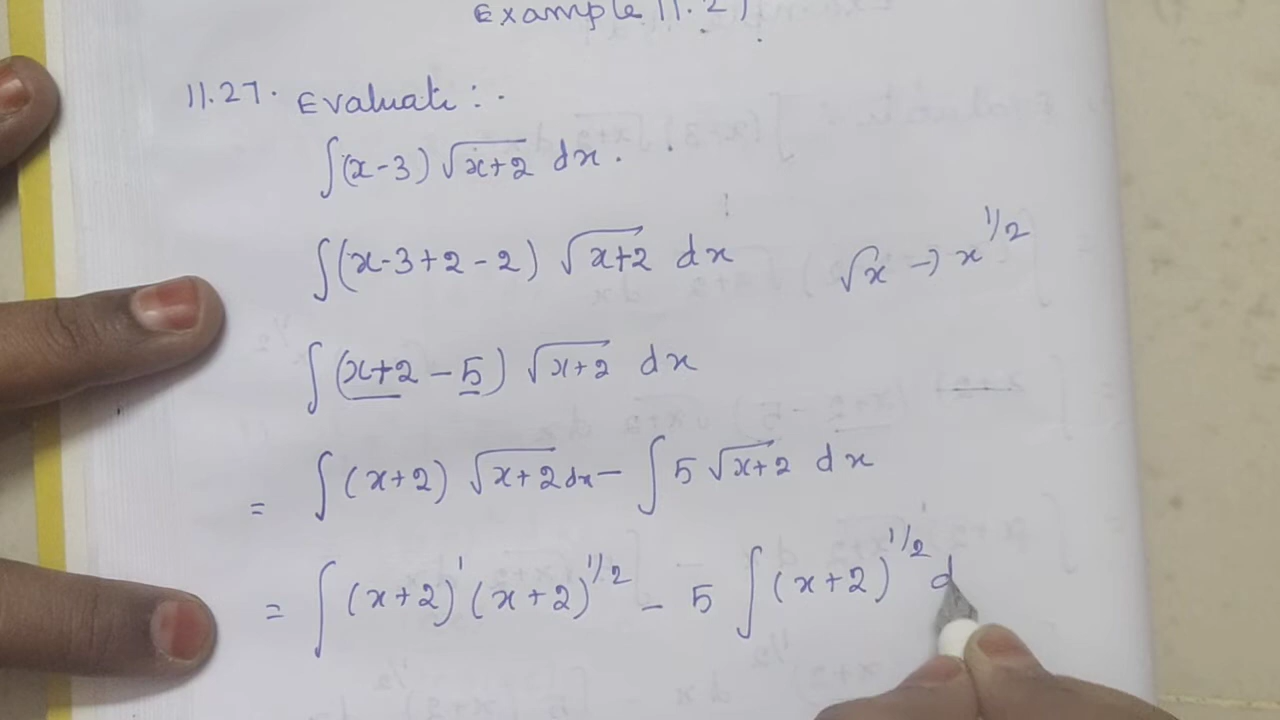 Example 11.27
11.27. Evaluate :.
∫(x-3) √x+2 dx.
∫(x-3+2-2) √x+2 dx √x → x^1/2
∫(x+2-5) √x+2 dx
= ∫(x+2) √x+2 dx - ∫5 √x+2 dx
= ∫(x+2)^1 (x+2)^1/2 - 5 ∫(x+2)^1/2 d